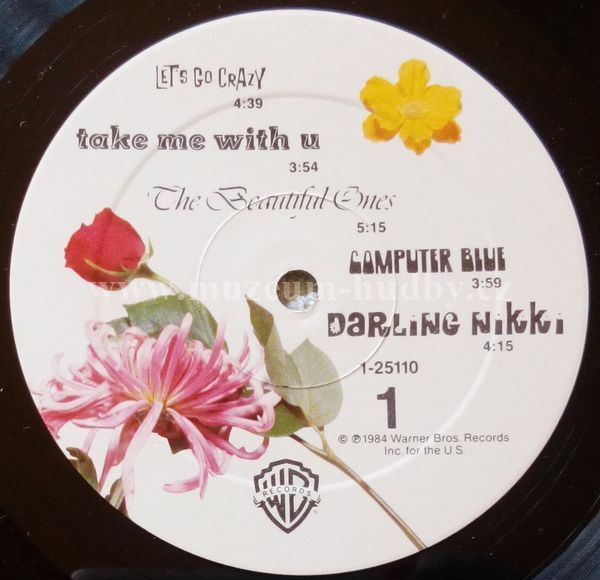 LET'S GO CRAZY
4:39
take me with u
3:54
The Beautiful Ones
5:15
COMPUTER BLUE
3:59
DARLING NIKKI
4:15
www.muzeum-hudby.cz
1-25110
1
© ℗ 1984 Warner Bros. Records
Inc. for the U.S.
WB
RECORDS